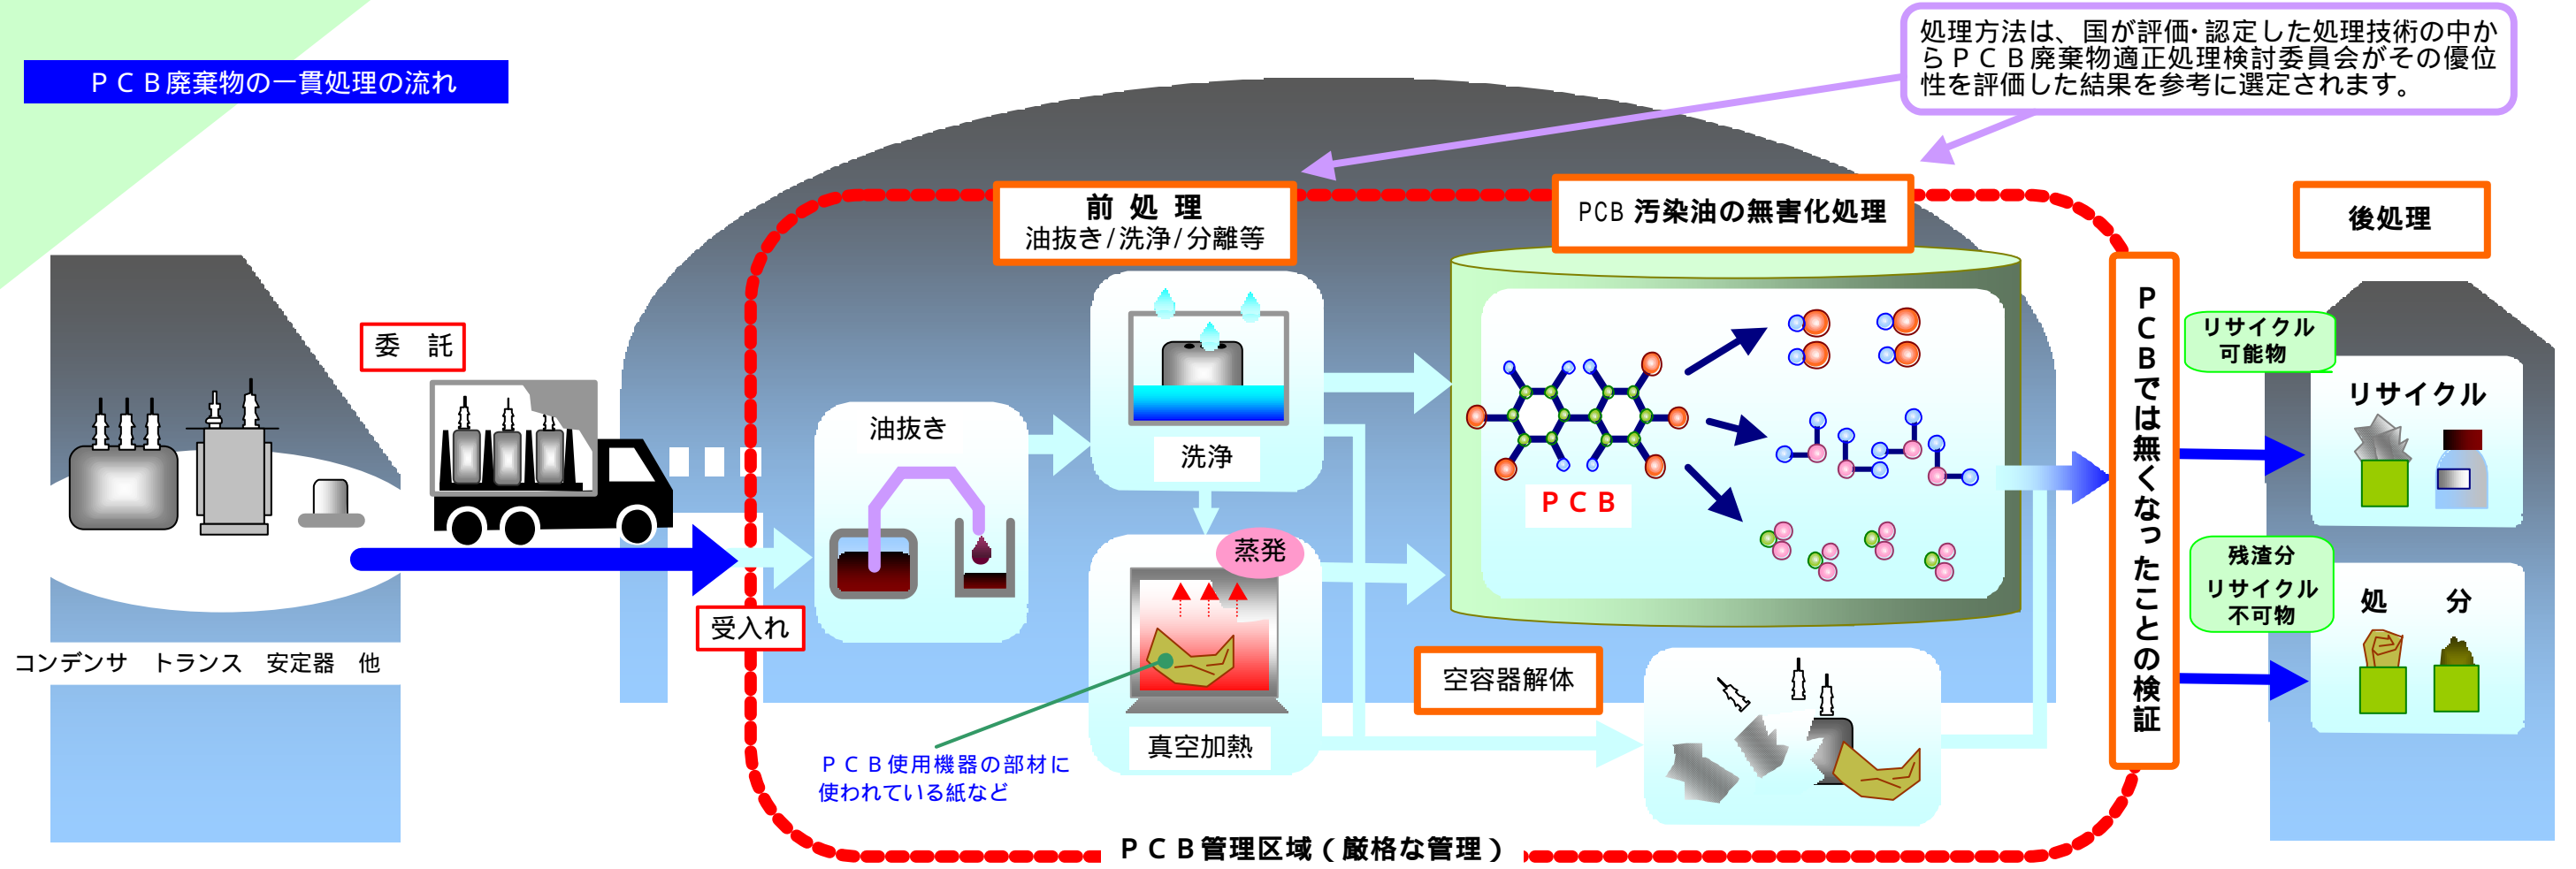 PCB廃棄物の一貫処理の流れ
処理方法は、国が評価・認定した処理技術の中か
らPCB廃棄物適正処理検討委員会がその優位
性を評価した結果を参考に選定されます。
前 処 理
油抜き/洗浄/分離等
PCB 汚染油の無害化処理
後処理
委 託
油抜き
洗浄
PCB
蒸発
受入れ
コンデンサ トランス 安定器 他
真空加熱
空容器解体
PCB使用機器の部材に
使われている紙など
PCBでは無くなったことの検証
リサイクル
可能物
リサイクル
残渣分
リサイクル
不可物
処 分
PCB管理区域(厳格な管理)